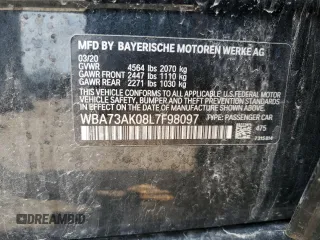 MFD BY BAYERISCHE MOTOREN WERKE AG
03/20
GVWR 4564 lbs 2070 kg
GAWR FRONT 2447 lbs 1110 kg
GAWR REAR 2271 lbs 1030 kg
THIS VEHICLE CONFORMS TO ALL APPLICABLE
U.S. FEDERAL MOTOR VEHICLE SAFETY,
BUMPER, AND THEFT PREVENTION STANDARDS
IN EFFECT ON THE DATE OF MANUFACTURE
SHOWN ABOVE.
WBA73AK08L7F98097 TYPE: PASSENGER CAR
475
DREAMBID